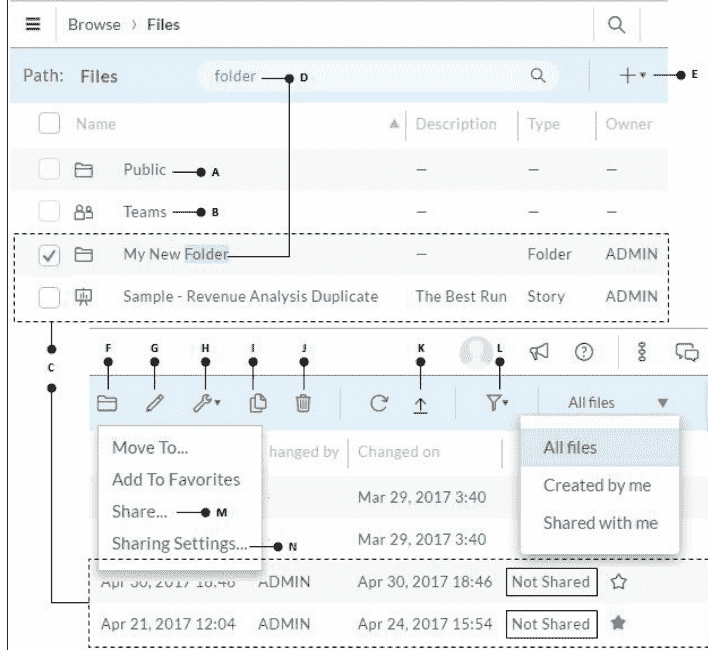 Browse > Files
Path: Files folder D E
Name Description Type Owner
Public A – – –
Teams B – – –
My New Folder – Folder ADMIN
Sample - Revenue Analysis Duplicate The Best Run Story ADMIN
C
F G H I J K L
All files
Move To...
Add To Favorites
Share... M
Sharing Settings... N
hanged by Changed on
Mar 29, 2017 3:40
Mar 29, 2017 3:40
All files
Created by me
Shared with me
Apr 30, 2017 18:46 ADMIN Apr 30, 2017 18:46 Not Shared
Apr 21, 2017 12:04 ADMIN Apr 24, 2017 15:54 Not Shared